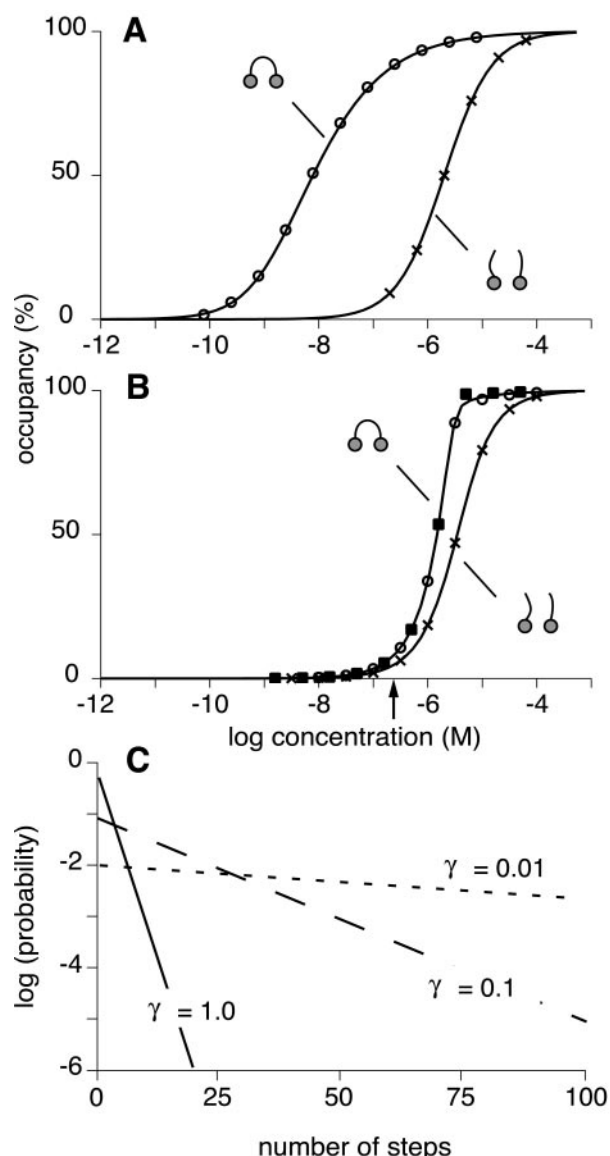 A
100
50
0
-12
-10
-8
-6
-4
occupancy (%)
B
100
50
0
-12
-10
-8
-6
-4
log concentration (M)
C
-0
-2
-4
-6
log (probability)
γ = 0.01
γ = 0.1
γ = 1.0
0
25
50
75
100
number of steps